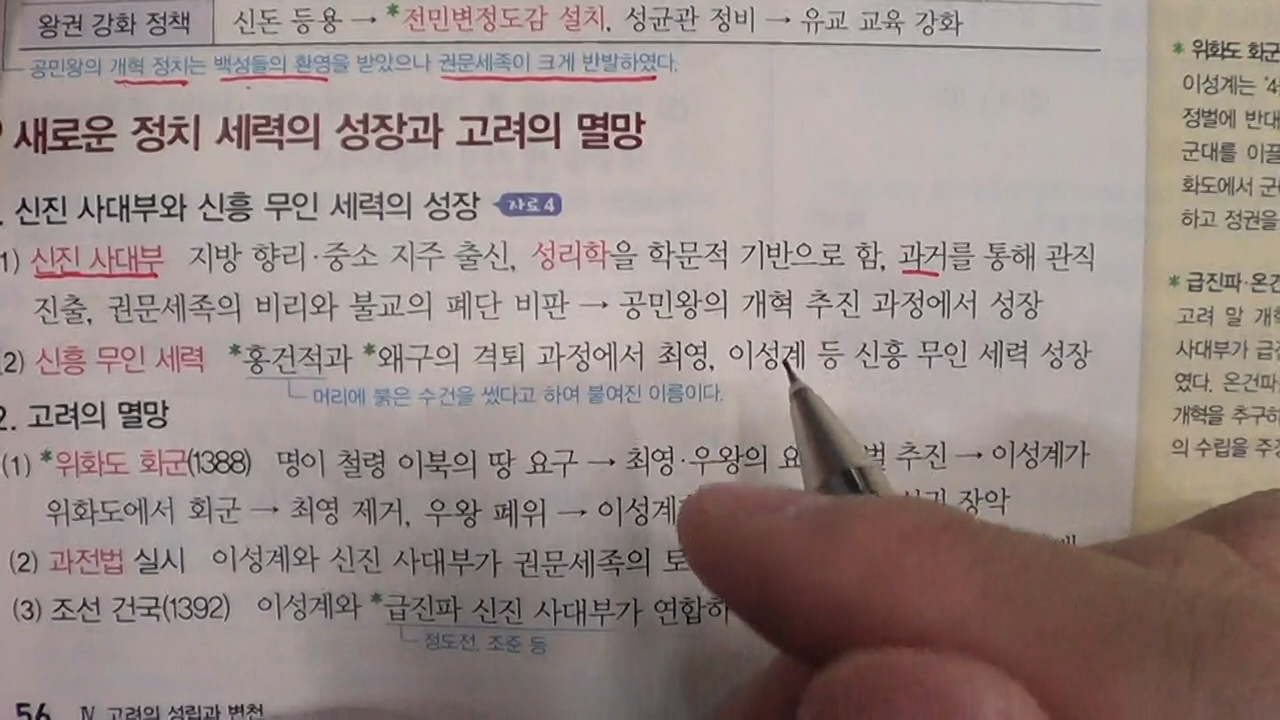 왕권 강화 정책 신돈 등용 → *전민변정도감 설치, 성균관 정비 → 유교 교육 강화
공민왕의 개혁 정치는 백성들의 환영을 받았으나 권문세족이 크게 반발하였다.
새로운 정치 세력의 성장과 고려의 멸망
신진 사대부와 신흥 무인 세력의 성장 자료4
1) 신진 사대부 지방 향리·중소 지주 출신, 성리학을 학문적 기반으로 함, 과거를 통해 관직
진출, 권문세족의 비리와 불교의 폐단 비판 → 공민왕의 개혁 추진 과정에서 성장
(2) 신흥 무인 세력 *홍건적과 *왜구의 격퇴 과정에서 최영, 이성계 등 신흥 무인 세력 성장
머리에 붉은 수건을 썼다고 하여 붙여진 이름이다.
2. 고려의 멸망
(1) *위화도 회군(1388) 명이 철령 이북의 땅 요구 → 최영·우왕의 요 벌 추진 → 이성계가
위화도에서 회군 → 최영 제거, 우왕 폐위 → 이성계 장악
(2) 과전법 실시 이성계와 신진 사대부가 권문세족의 토
(3) 조선 건국(1392) 이성계와 *급진파 신진 사대부가 연합하
정도전, 조준 등
56 Ⅳ. 고려의 성립과 변천
* 위화도 회군
이성계는 '4
정벌에 반대
군대를 이끌
화도에서 군
하고 정권을
* 급진파·온건
고려 말 개혁
사대부가 급
였다. 온건파
개혁을 추구하
의 수립을 주장